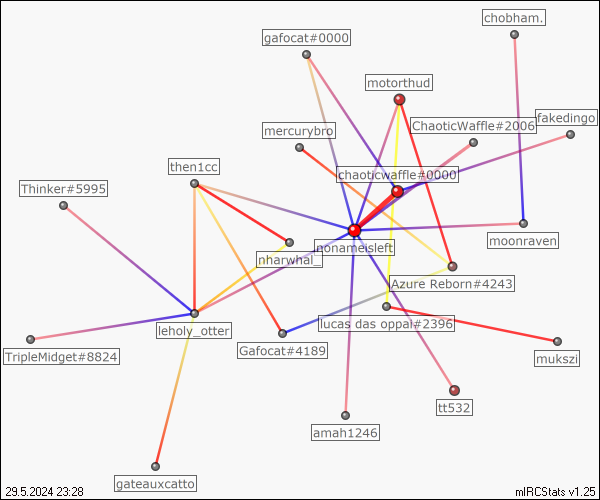 chobham.
gafocat#0000
motorthud
fakedingo
ChaoticWaffle#2006
mercurybro
then1cc
chaoticwaffle#0000
Thinker#5995
moonraven
nonameisleft
nharwhal_
Azure Reborn#4243
lucas das oppai#2396
leholy_otter
Gafocat#4189
TripleMidget#8824
mukszi
tt532
amah1246
gateauxcatto
29.5.2024 23:28
mIRCStats v1.25